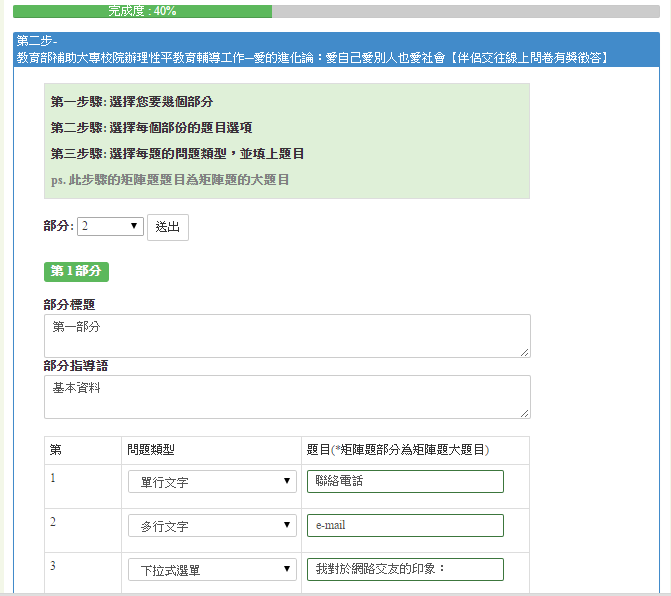 完成度 : 40%
第二步-
教育部補助大專校院辦理性平教育輔導工作─愛的進化論：愛自己愛別人也愛社會【伴侶交往線上問卷有獎徵答】
第一步驟: 選擇您要幾個部分
第二步驟: 選擇每個部份的題目選項
第三步驟: 選擇每題的問題類型，並填上題目
ps. 此步驟的矩陣題題目為矩陣題的大題目
部分: 2 送出
第 1 部分
部分標題
第一部分
部分指導語
基本資料
第 問題類型 題目(*矩陣題部分為矩陣題大題目)
1 單行文字 聯絡電話
2 多行文字 e-mail
3 下拉式選單 我對於網路交友的印象：